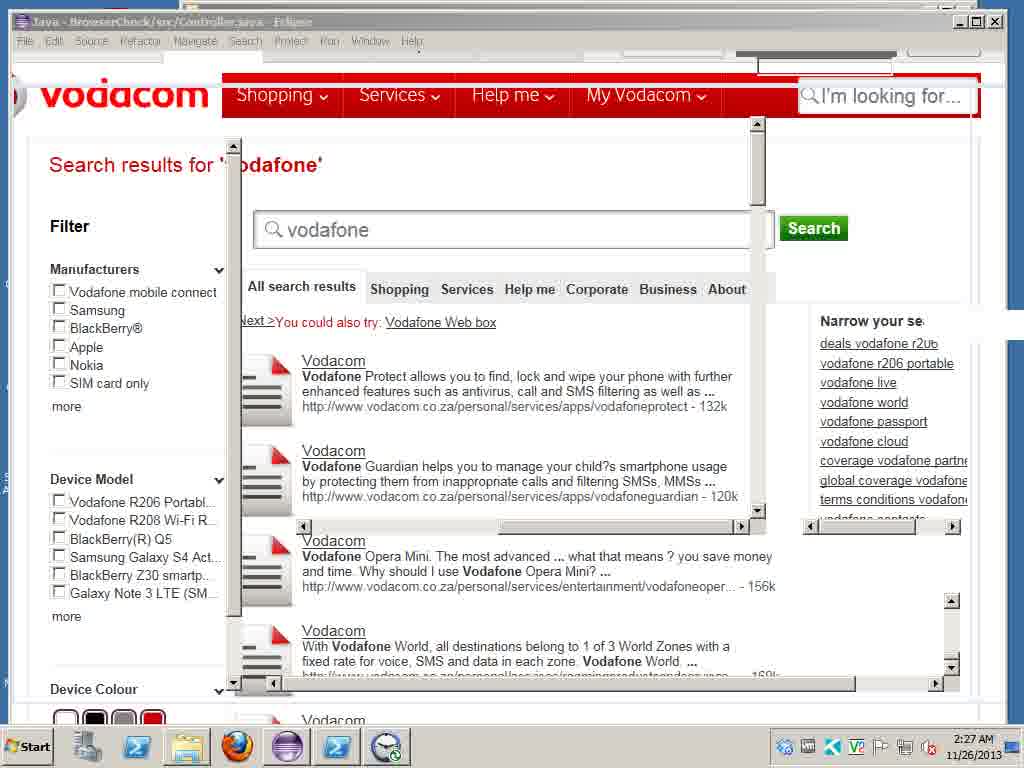 Java - BrowserCheck/src/Controller.java - Eclipse
File Edit Source Refactor Navigate Search Project Run Window Help
vodacom
Shopping Services Help me My Vodacom I'm looking for...
Search results for 'vodafone'
Filter
vodafone Search
Manufacturers
All search results Shopping Services Help me Corporate Business About
Vodafone mobile connect
Samsung
BlackBerry®
Apple
Nokia
SIM card only
more
Next > You could also try: Vodafone Web box
Vodacom
Vodafone Protect allows you to find, lock and wipe your phone with further
enhanced features such as antivirus, call and SMS filtering as well as ...
http://www.vodacom.co.za/personal/services/apps/vodafoneprotect - 132k
Vodacom
Vodafone Guardian helps you to manage your child?s smartphone usage
by protecting them from inappropriate calls and filtering SMSs, MMSs ...
http://www.vodacom.co.za/personal/services/apps/vodafoneguardian - 120k
Narrow your se
deals vodafone r206
vodafone r206 portable
vodafone live
vodafone world
vodafone passport
vodafone cloud
coverage vodafone partne
global coverage vodafone
terms conditions vodafone
Device Model
Vodafone R206 Portabl...
Vodafone R208 Wi-Fi R...
BlackBerry(R) Q5
Samsung Galaxy S4 Act...
BlackBerry Z30 smartp...
Galaxy Note 3 LTE (SM...
more
Vodacom
Vodafone Opera Mini. The most advanced ... what that means ? you save money
and time. Why should I use Vodafone Opera Mini? ...
http://www.vodacom.co.za/personal/services/entertainment/vodafoneoper... - 156k
Vodacom
With Vodafone World, all destinations belong to 1 of 3 World Zones with a
fixed rate for voice, SMS and data in each zone. Vodafone World. ...
Device Colour
Vodacom
Start
2:27 AM
11/26/2013